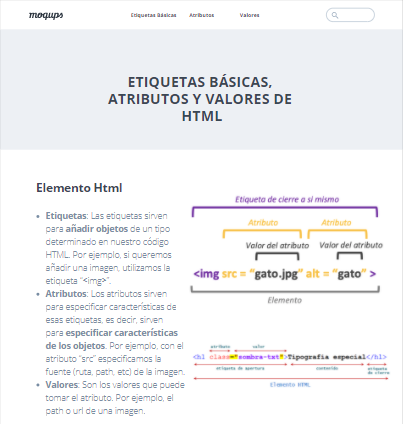 moqups Etiquetas Básicas Atributos Valores
ETIQUETAS BÁSICAS,
ATRIBUTOS Y VALORES DE
HTML
Elemento Html
• Etiquetas: Las etiquetas sirven
para añadir objetos de un tipo
determinado en nuestro código
HTML. Por ejemplo, si queremos
añadir una imagen, utilizamos la
etiqueta "<img>".
• Atributos: Los atributos sirven
para especificar características de
esas etiquetas, es decir, sirven
para especificar características
de los objetos. Por ejemplo, con el
atributo "src" especificamos la
fuente (ruta, path, etc) de la imagen.
• Valores: Son los valores que puede
tomar el atributo. Por ejemplo, el
path o url de una imagen.
Etiqueta de cierre a si mismo
Atributo Atributo
Valor del atributo Valor del atributo
<img src = "gato.jpg" alt = "gato" >
Elemento
atributo valor
<h1 class="sombra-txt">Tipografía especial</h1>
etiqueta de apertura contenido etiqueta
de cierre
Elemento HTML